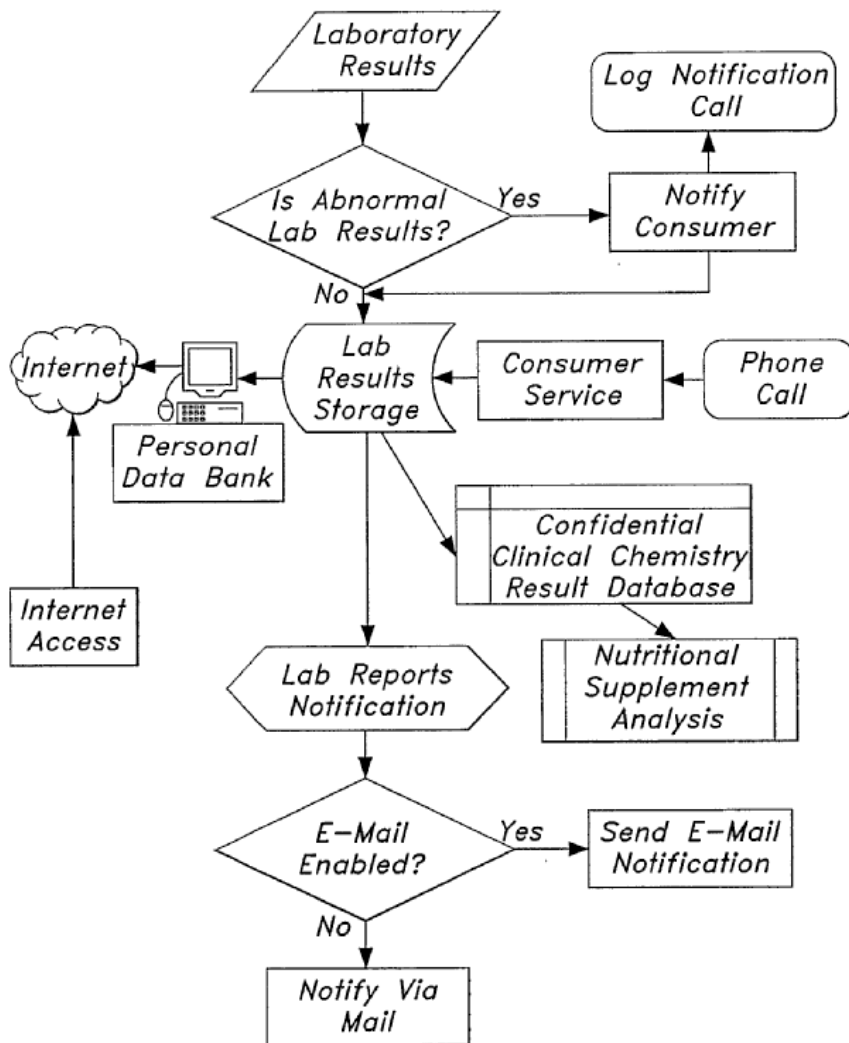 Laboratory
Results
Log Notification
Call
Is Abnormal
Lab Results?
Yes
Notify
Consumer
No
Internet
Lab
Results
Storage
Consumer
Service
Phone
Call
Personal
Data Bank
Confidential
Clinical Chemistry
Result Database
Internet
Access
Lab Reports
Notification
Nutritional
Supplement
Analysis
E-Mail
Enabled?
Yes
Send E-Mail
Notification
No
Notify Via
Mail